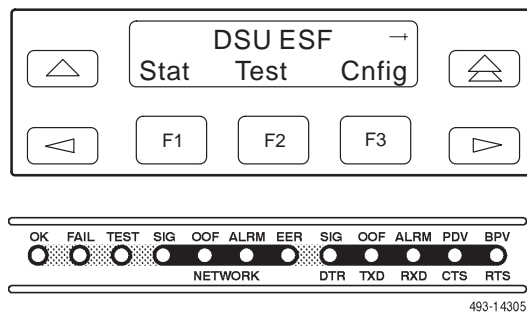 DSU ESF →
Stat Test Cnfig
F1 F2 F3
OK FAIL TEST SIG OOF ALRM EER SIG OOF ALRM PDV BPV
NETWORK DTR TXD RXD CTS RTS
493-14305